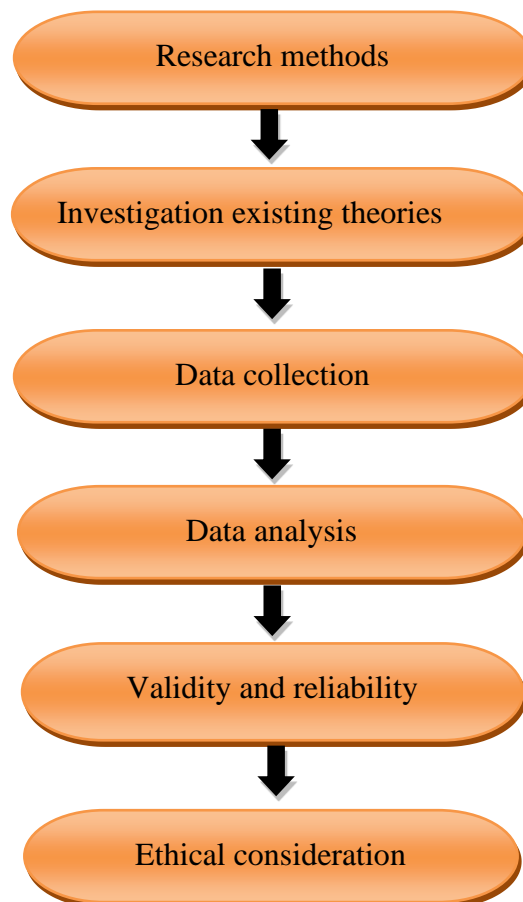 Research methods
Investigation existing theories
Data collection
Data analysis
Validity and reliability
Ethical consideration